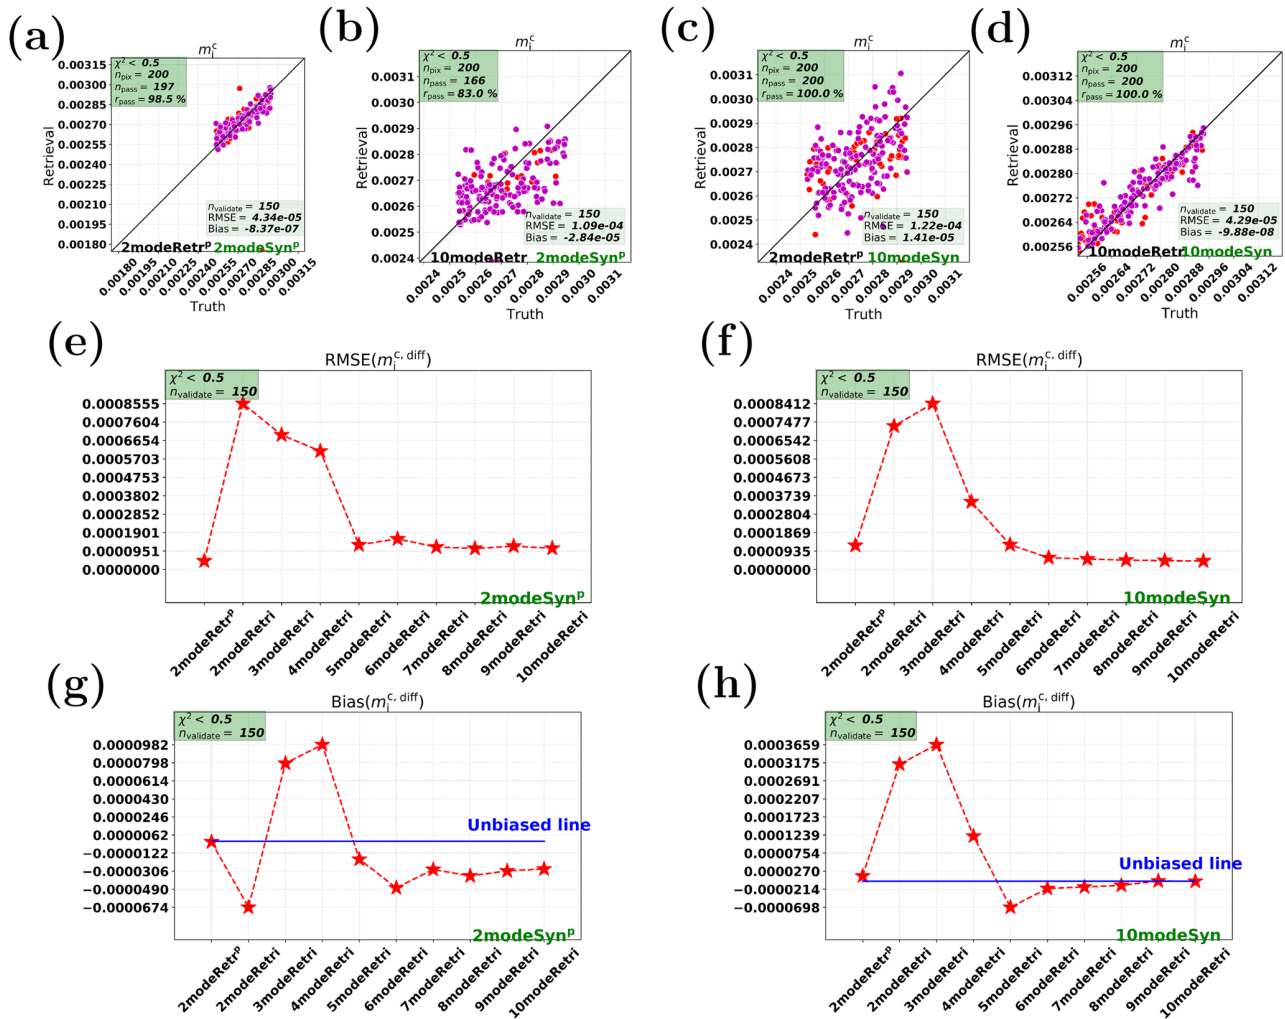 (a)
m_i^c
χ² < 0.5
n_pix = 200
n_pass = 197
r_pass = 98.5 %
Retrieval
0.00315
0.00300
0.00285
0.00270
0.00255
0.00240
0.00225
0.00210
0.00195
0.00180
n_validate = 150
RMSE = 4.34e-05
Bias = -8.37e-07
2modeRetr^p 2modeSyn^p
0.00180 0.00195 0.00210 0.00225 0.00240 0.00255 0.00270 0.00285 0.00300 0.00315
Truth
(b)
m_i^c
χ² < 0.5
n_pix = 200
n_pass = 166
r_pass = 83.0 %
Retrieval
0.0031
0.0030
0.0029
0.0028
0.0027
0.0026
0.0025
0.0024
n_validate = 150
RMSE = 1.09e-04
Bias = -2.84e-05
10modeRetr 2modeSyn^p
0.0024 0.0025 0.0026 0.0027 0.0028 0.0029 0.0030 0.0031
Truth
(c)
m_i^c
χ² < 0.5
n_pix = 200
n_pass = 200
r_pass = 100.0 %
Retrieval
0.0031
0.0030
0.0029
0.0028
0.0027
0.0026
0.0025
0.0024
n_validate = 150
RMSE = 1.22e-04
Bias = 1.41e-05
2modeRetr^p 10modeSyn
0.0024 0.0025 0.0026 0.0027 0.0028 0.0029 0.0030 0.0031
Truth
(d)
m_i^c
χ² < 0.5
n_pix = 200
n_pass = 200
r_pass = 100.0 %
Retrieval
0.00312
0.00304
0.00296
0.00288
0.00280
0.00272
0.00264
0.00256
n_validate = 150
RMSE = 4.29e-05
Bias = -9.88e-08
10modeRetr 10modeSyn
0.00256 0.00264 0.00272 0.00280 0.00288 0.00296 0.00304 0.00312
Truth
(e)
RMSE(m_i^{c, diff})
χ² < 0.5
n_validate = 150
0.0008555
0.0007604
0.0006654
0.0005703
0.0004753
0.0003802
0.0002852
0.0001901
0.0000951
0.0000000
2modeSyn^p
2modeRetr^p 2modeRetri 3modeRetri 4modeRetri 5modeRetri 6modeRetri 7modeRetri 8modeRetri 9modeRetri 10modeRetri
(f)
RMSE(m_i^{c, diff})
χ² < 0.5
n_validate = 150
0.0008412
0.0007477
0.0006542
0.0005608
0.0004673
0.0003739
0.0002804
0.0001869
0.0000935
0.0000000
10modeSyn
2modeRetr^p 2modeRetri 3modeRetri 4modeRetri 5modeRetri 6modeRetri 7modeRetri 8modeRetri 9modeRetri 10modeRetri
(g)
Bias(m_i^{c, diff})
χ² < 0.5
n_validate = 150
0.0000982
0.0000798
0.0000614
0.0000430
0.0000246
0.0000062
−0.0000122
−0.0000306
−0.0000490
−0.0000674
Unbiased line
2modeSyn^p
2modeRetr^p 2modeRetri 3modeRetri 4modeRetri 5modeRetri 6modeRetri 7modeRetri 8modeRetri 9modeRetri 10modeRetri
(h)
Bias(m_i^{c, diff})
χ² < 0.5
n_validate = 150
0.0003659
0.0003175
0.0002691
0.0002207
0.0001723
0.0001239
0.0000754
0.0000270
−0.0000214
−0.0000698
Unbiased line
10modeSyn
2modeRetr^p 2modeRetri 3modeRetri 4modeRetri 5modeRetri 6modeRetri 7modeRetri 8modeRetri 9modeRetri 10modeRetri